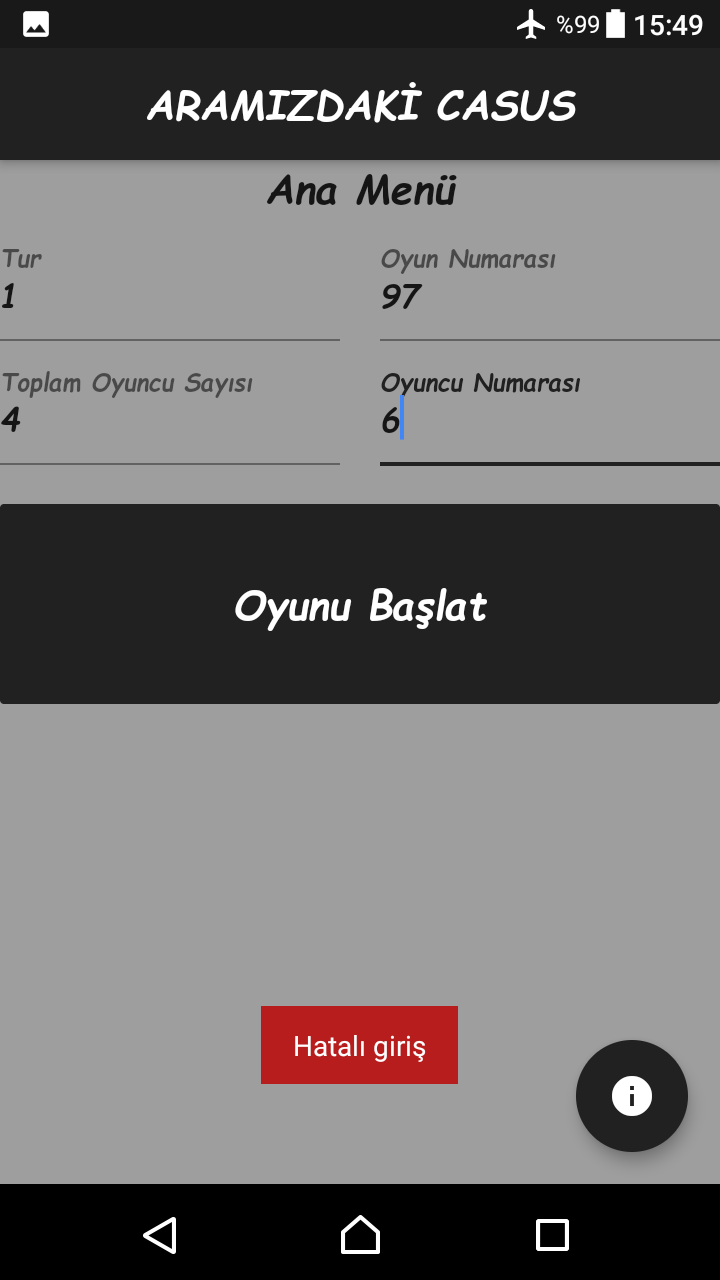 %99 15:49
ARAMIZDAKİ CASUS
Ana Menü
Tur
1
Oyun Numarası
97
Toplam Oyuncu Sayısı
4
Oyuncu Numarası
6
Oyunu Başlat
Hatalı giriş